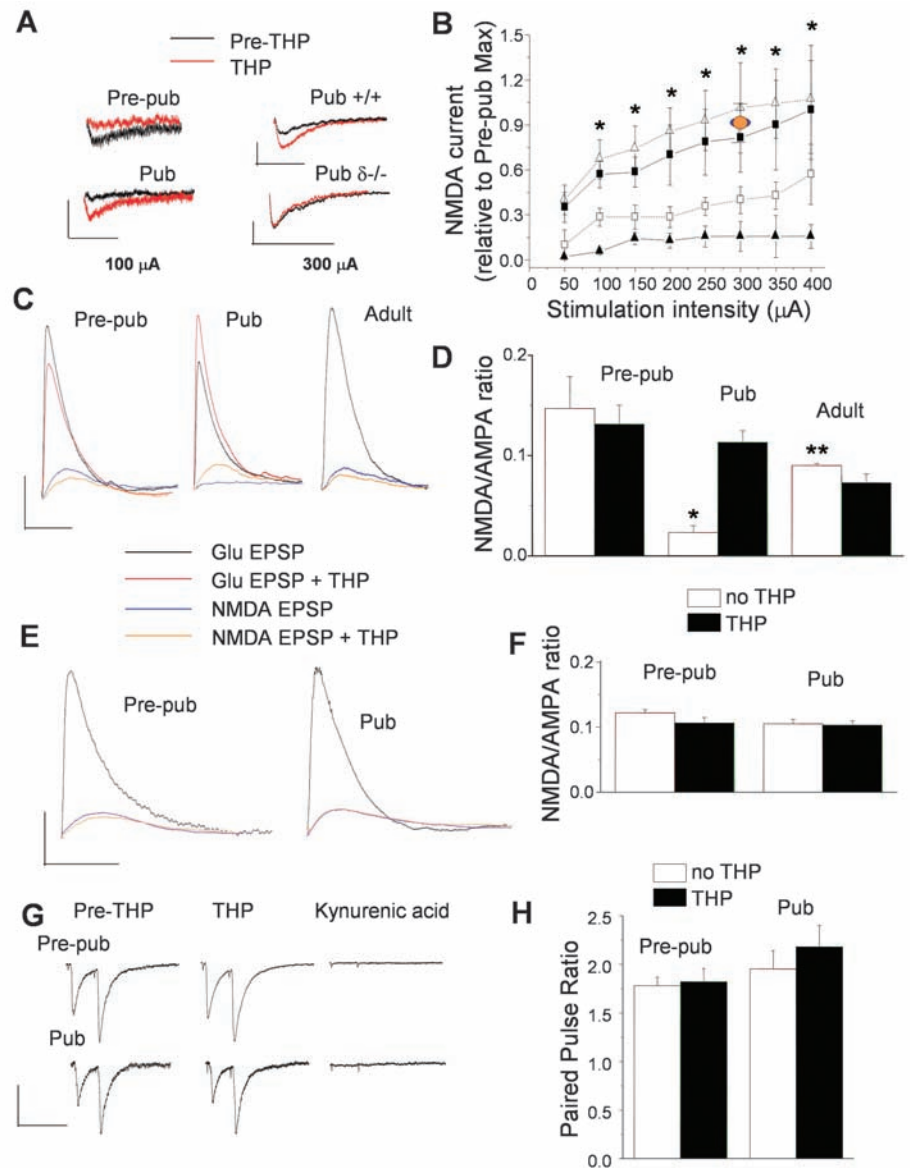 A
Pre-THP
THP
Pre-pub
Pub +/+
Pub
Pub δ-/-
100 μA
300 μA
B
NMDA current
(relative to Pre-pub Max)
1.5
1.2
0.9
0.6
0.3
0.0
* * * * * * *
50 100 150 200 250 300 350 400
Stimulation intensity (μA)
C
Pre-pub
Pub
Adult
Glu EPSP
Glu EPSP + THP
NMDA EPSP
NMDA EPSP + THP
D
NMDA/AMPA ratio
0.2
0.1
0.0
Pre-pub
Pub
Adult
*
**
no THP
THP
E
Pre-pub
Pub
F
NMDA/AMPA ratio
0.2
0.1
0.0
Pre-pub
Pub
no THP
THP
G
Pre-THP
THP
Kynurenic acid
Pre-pub
Pub
H
Paired Pulse Ratio
2.5
2.0
1.5
1.0
0.5
0.0
Pre-pub
Pub